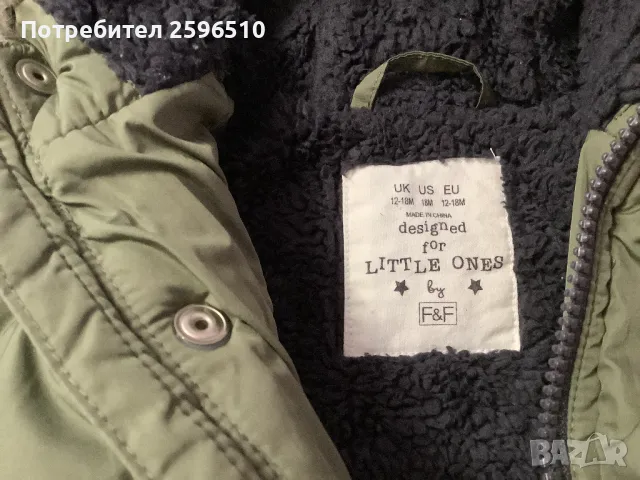 Потребител 2596510
UK US EU
12-18M 18M 12-18M
MADE IN CHINA
designed
for
LITTLE ONES
by
F&F
BAZAR